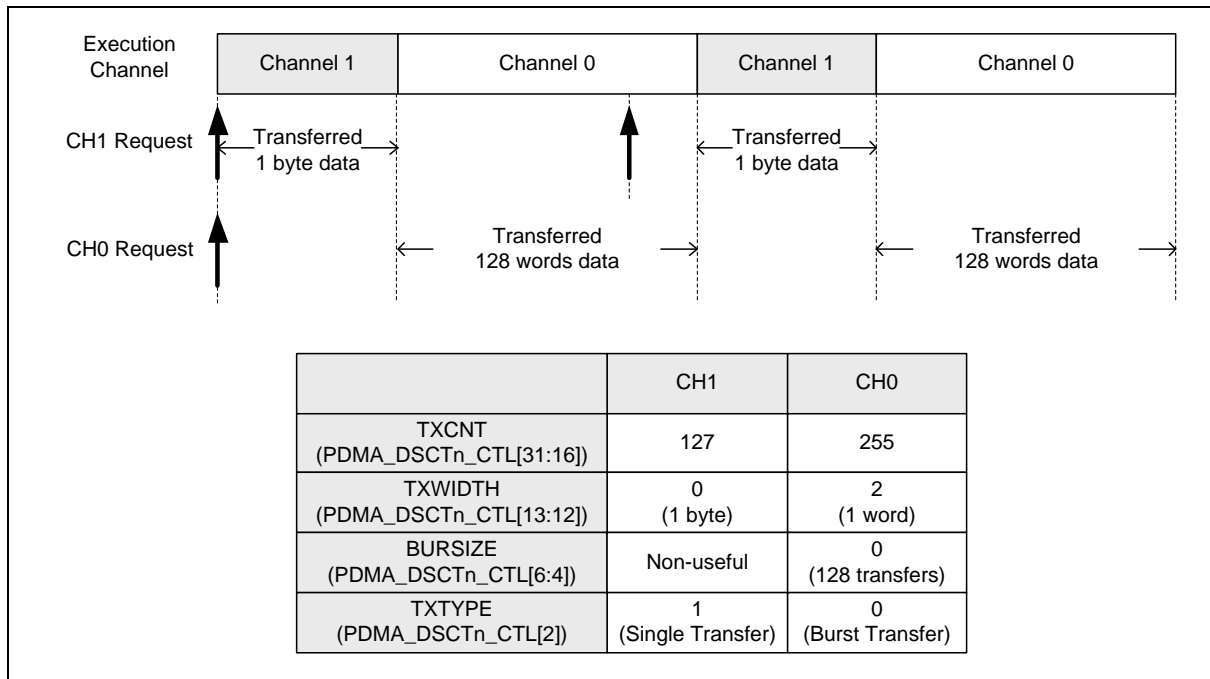 Execution
Channel
Channel 1
Channel 0
Channel 1
Channel 0
CH1 Request
Transferred
1 byte data
Transferred
1 byte data
CH0 Request
Transferred
128 words data
Transferred
128 words data
CH1
CH0
TXCNT
(PDMA_DSCTn_CTL[31:16])
127
255
TXWIDTH
(PDMA_DSCTn_CTL[13:12])
0
(1 byte)
2
(1 word)
BURSIZE
(PDMA_DSCTn_CTL[6:4])
Non-useful
0
(128 transfers)
TXTYPE
(PDMA_DSCTn_CTL[2])
1
(Single Transfer)
0
(Burst Transfer)